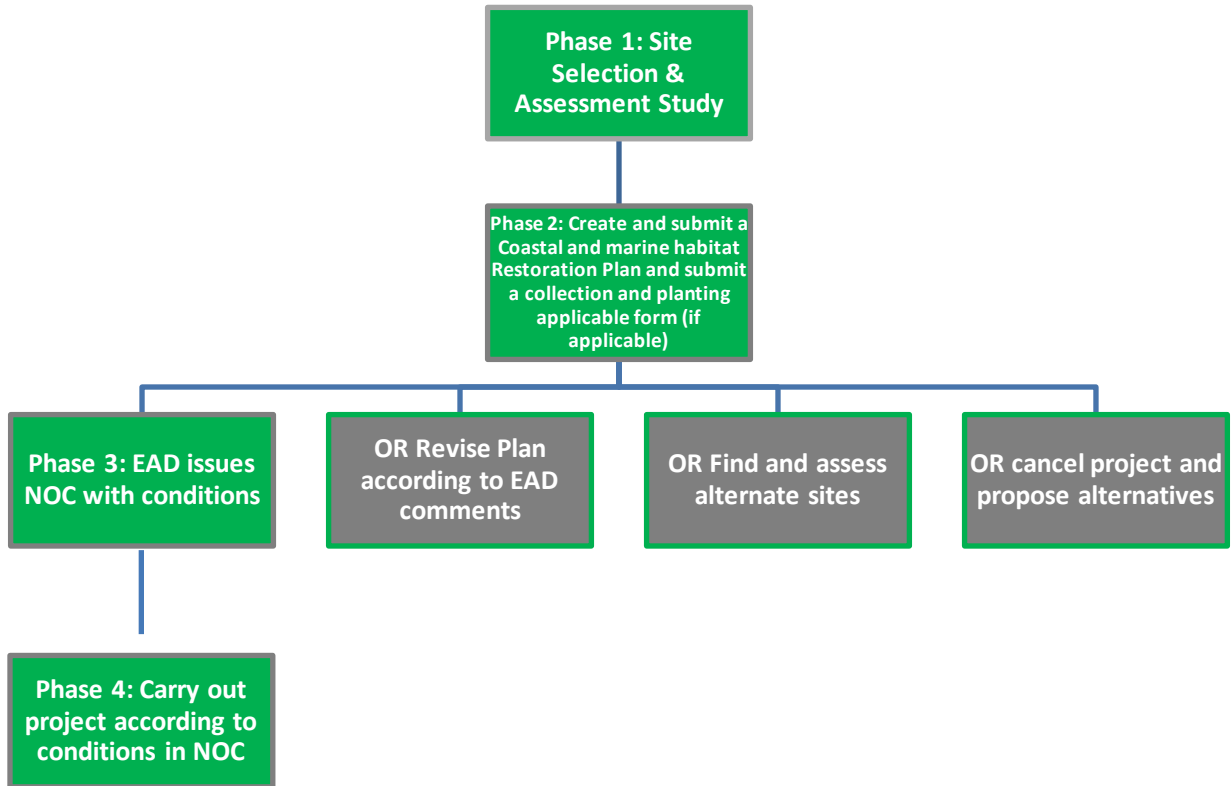 Phase 1: Site
Selection &
Assessment Study
Phase 2: Create and submit a
Coastal and marine habitat
Restoration Plan and submit
a collection and planting
applicable form (if
applicable)
Phase 3: EAD issues
NOC with conditions
OR Revise Plan
according to EAD
comments
OR Find and assess
alternate sites
OR cancel project and
propose alternatives
Phase 4: Carry out
project according to
conditions in NOC